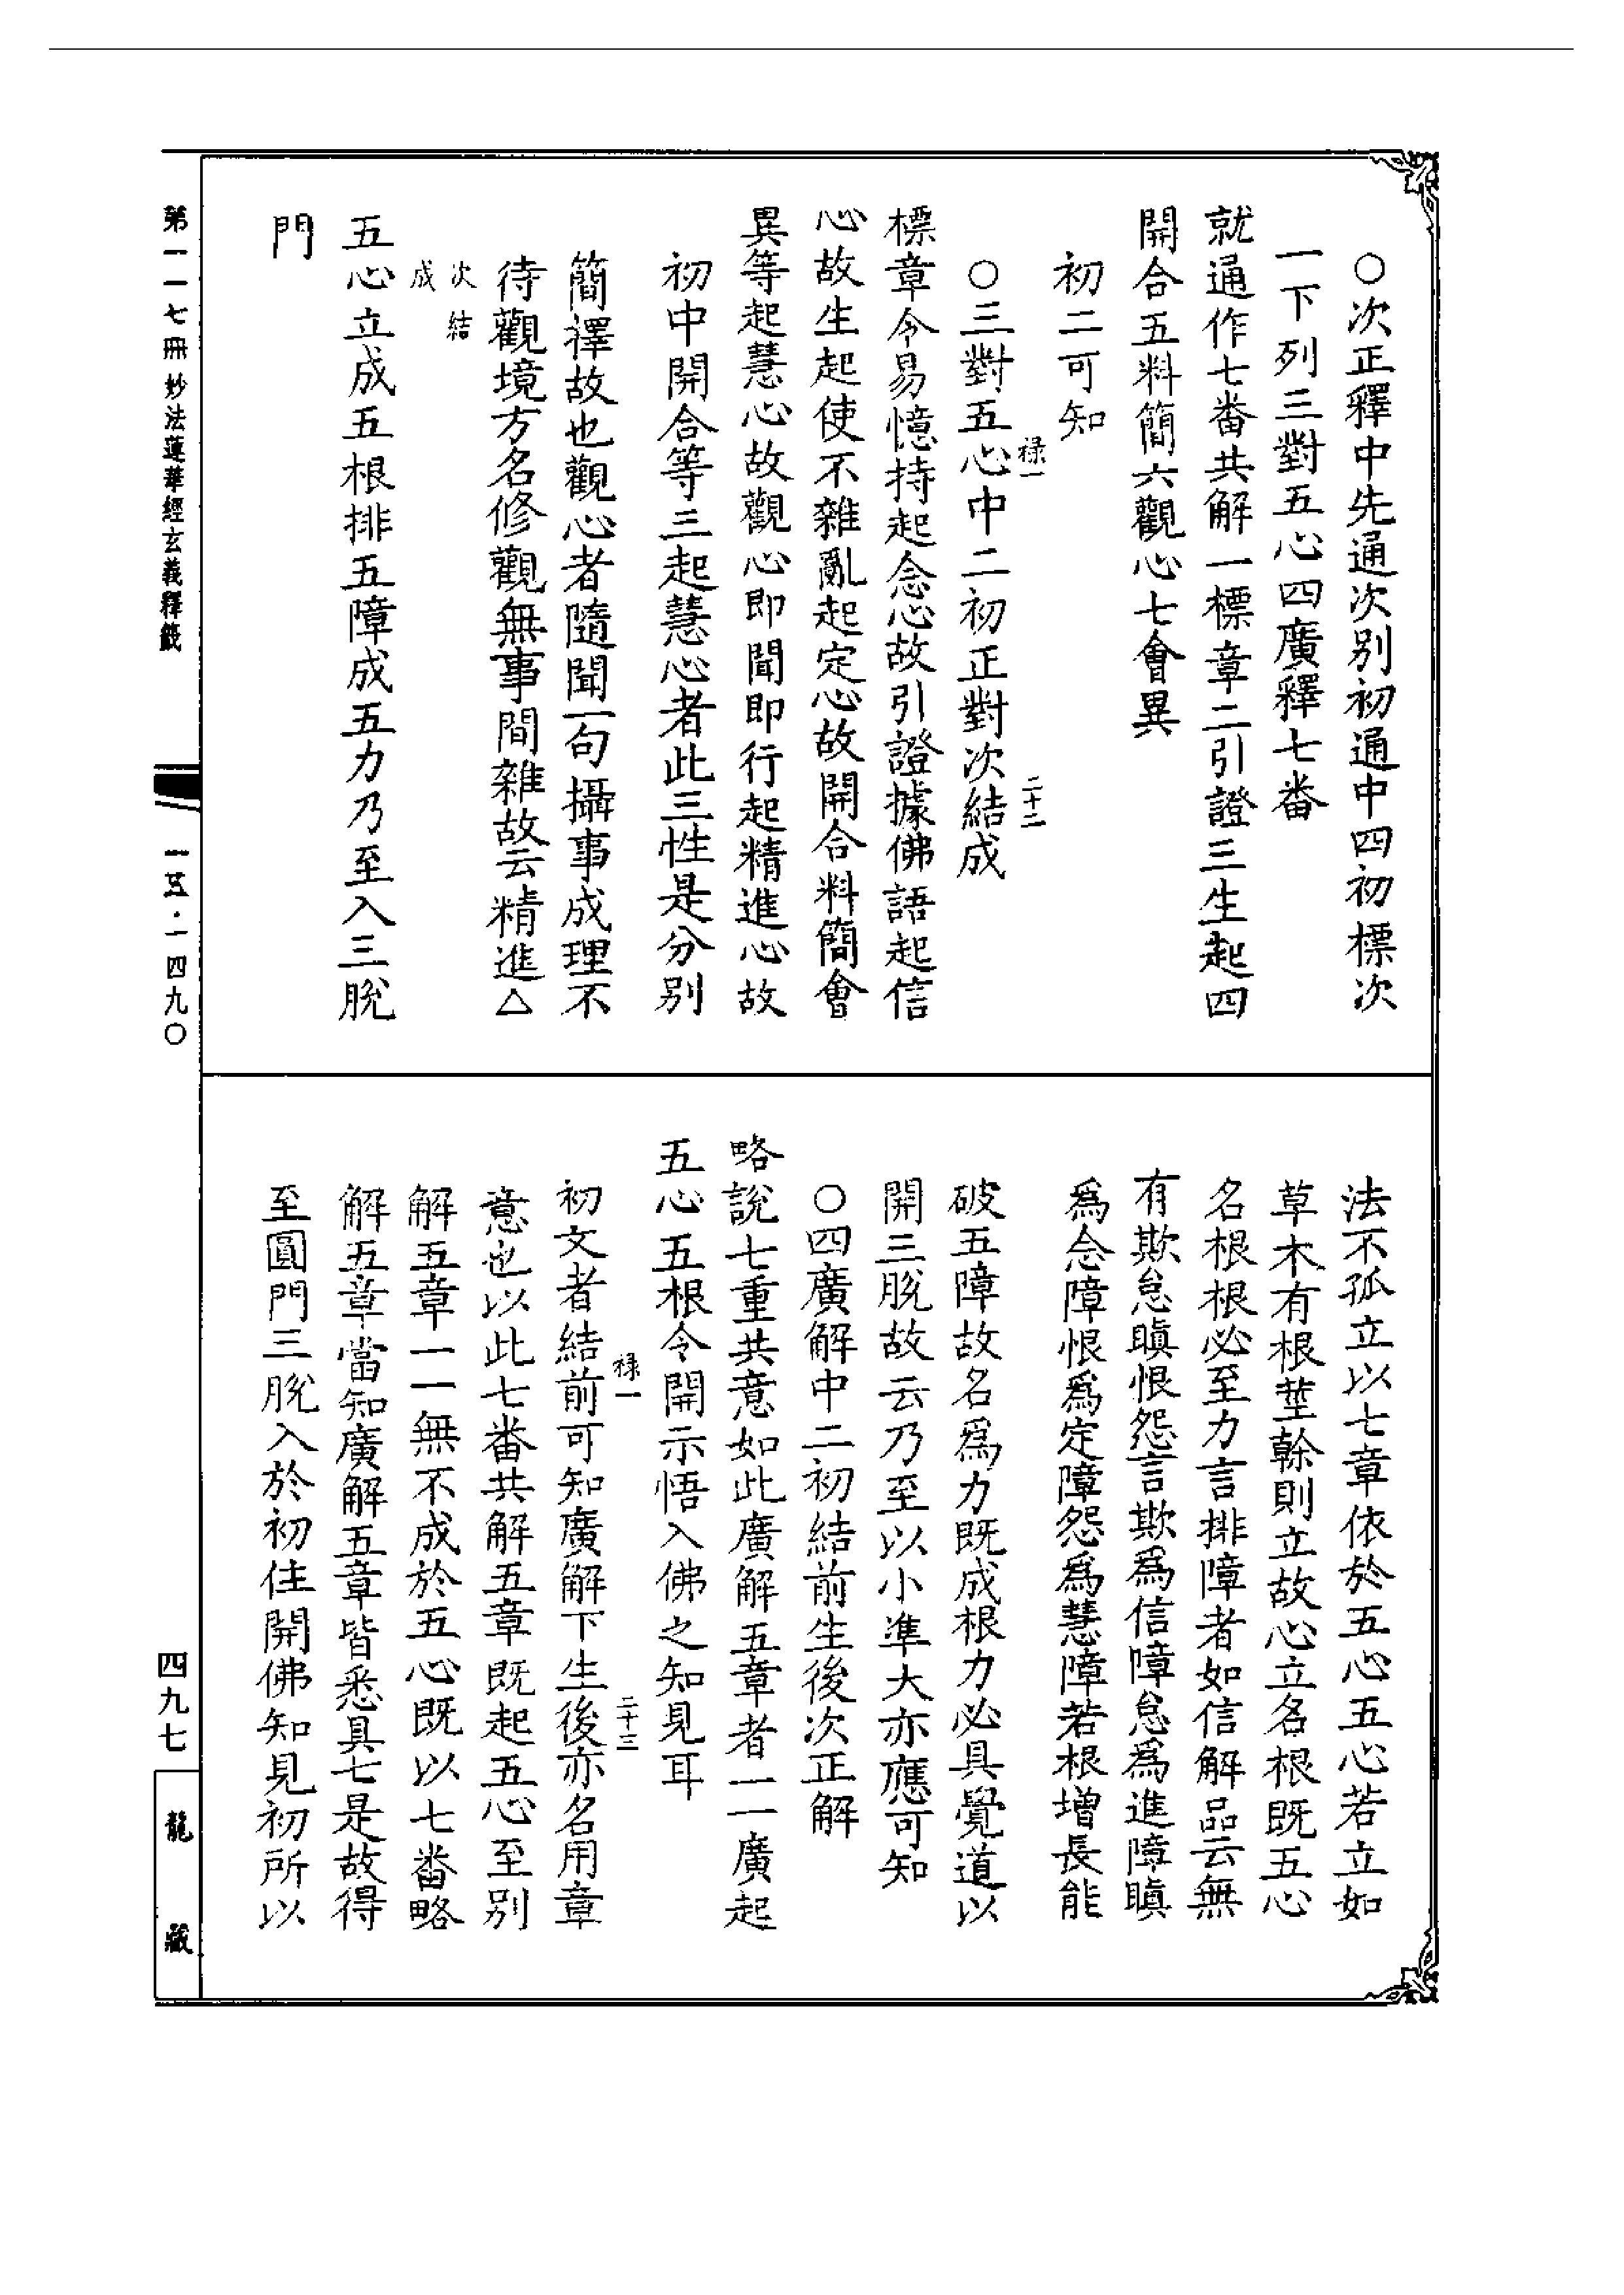 ○次正釋中先通次別初通中四初標次
一下列三對五心四廣釋七番
就通作七番共解一標章二引證三生起四
開合五料簡六觀心七會異
初二可知
祿一
二十二
○三對五心中二初正對次結成
標章令易憶持起念心故引證據佛語起信
心故生起使不雜亂起定心故開合料簡會
異等起慧心故觀心即聞即行起精進心故
初中開合等三起慧心者此三性是分別
簡擇故也觀心者隨聞一句攝事成理不
待觀境方名修觀無事間雜故云精進△
次結
成
五心立成五根排五障成五力乃至入三脫
門
法不孤立以七章依於五心五心若立如
草木有根莖幹則立故心立名根既五心
名根根必至力言排障者如信解品云無
有欺怠瞋恨怨言欺為信障怠為進障瞋
為念障恨為定障怨為慧障若根增長能
破五障故名為力既成根力必具覺道以
開三脫故云乃至以小準大亦應可知
○四廣解中二初結前生後次正解
略說七重共意如此廣解五章者一一廣起
五心五根令開示悟入佛之知見耳
祿一
二十三
初文者結前可知廣解下生後亦名用章
意也以此七番共解五章既起五心至別
解五章一一無不成於五心既以七番略
解五章當知廣解五章皆悉具七是故得
至圓門三脫入於初住開佛知見初所以
第一一七冊 妙法蓮華經玄義釋籤
一五·一四九〇
四九七
龍藏